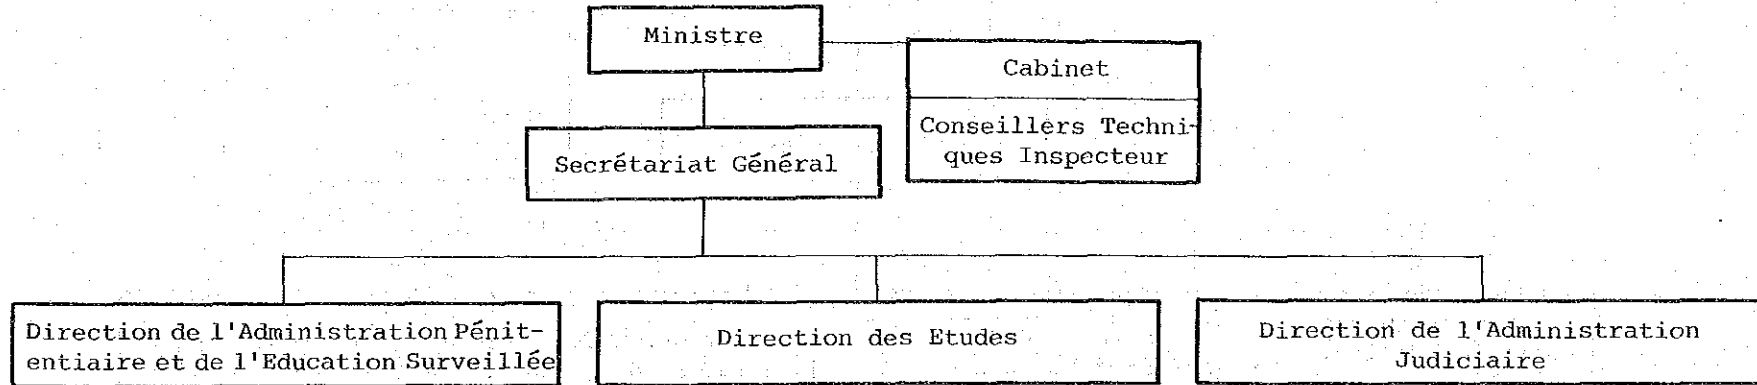 Ministre
Cabinet
Conseillers Techni-
ques Inspecteur
Secrétariat Général
Direction de l'Administration Pénit-
entiaire et de l'Education Surveillée
Direction des Etudes
Direction de l'Administration
Judiciaire